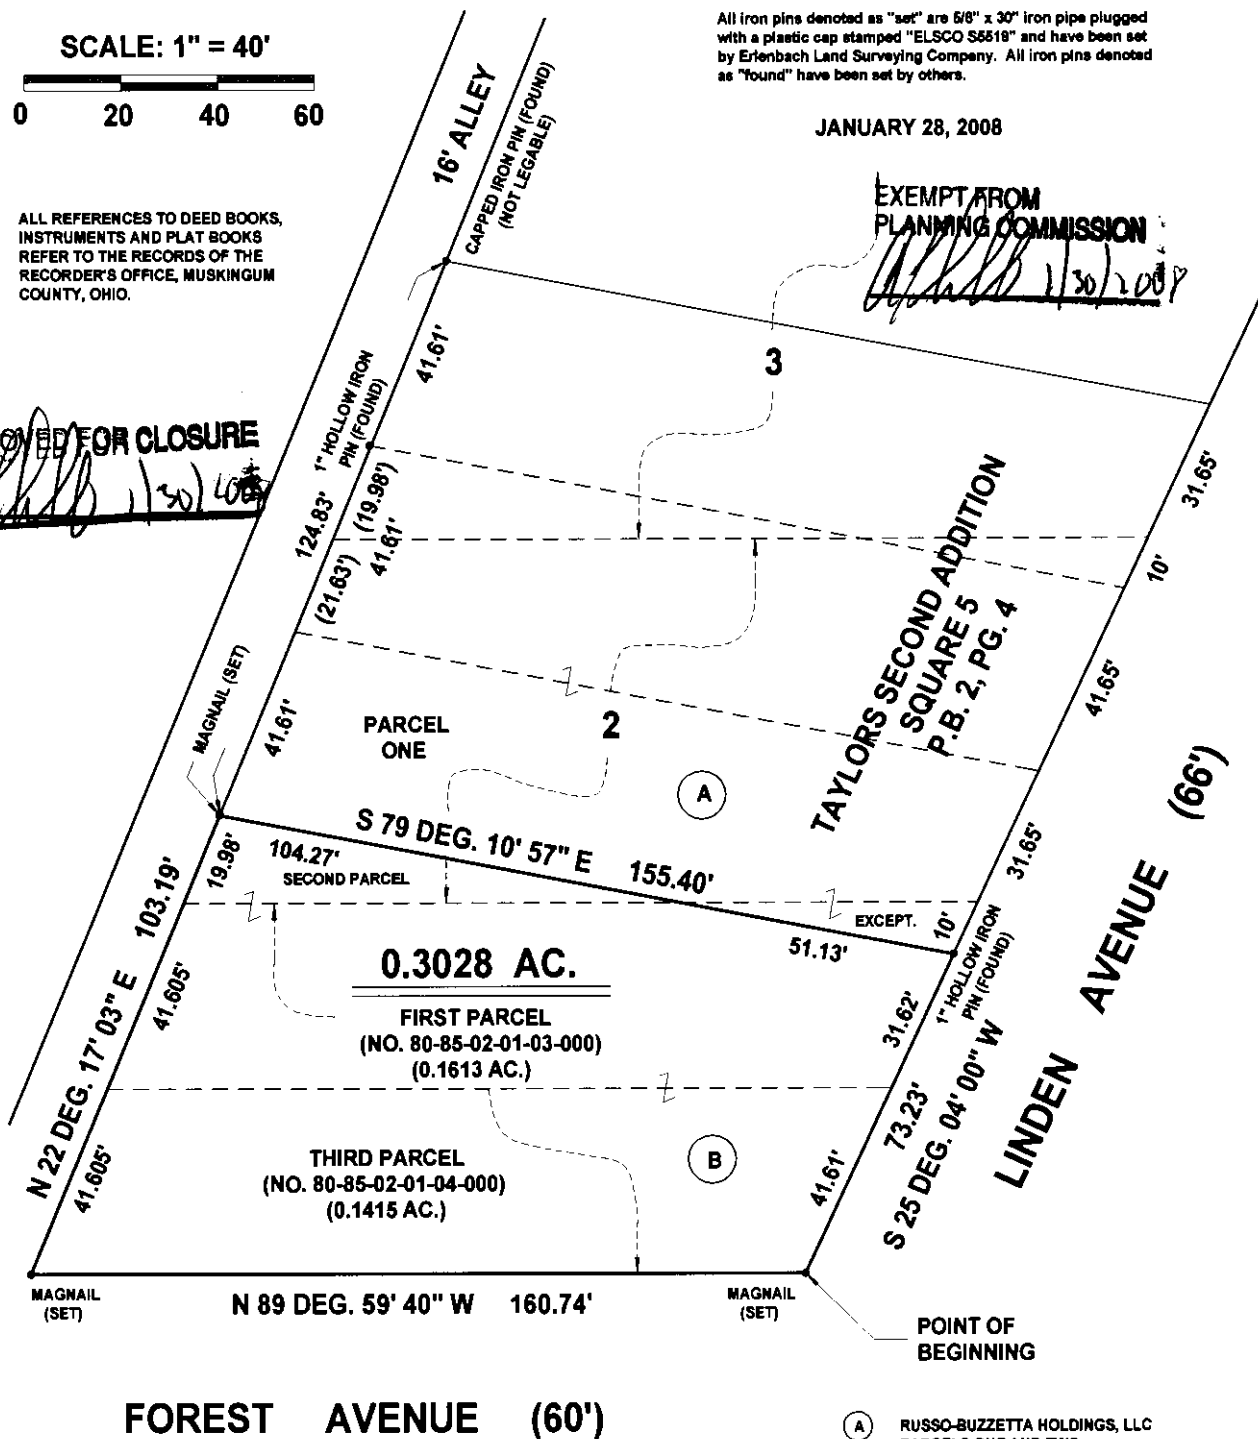 SCALE: 1" = 40'
0 20 40 60
All iron pins denoted as "set" are 5/8" x 30" iron pipe plugged
with a plastic cap stamped "ELSCO S5519" and have been set
by Erlenbach Land Surveying Company. All iron pins denoted
as "found" have been set by others.
JANUARY 28, 2008
EXEMPT FROM
PLANNING COMMISSION
1/30/2008
ALL REFERENCES TO DEED BOOKS,
INSTRUMENTS AND PLAT BOOKS
REFER TO THE RECORDS OF THE
RECORDER'S OFFICE, MUSKINGUM
COUNTY, OHIO.
OVED FOR CLOSURE
1/30/2008
16' ALLEY
CAPPED IRON PIN (FOUND)
(NOT LEGABLE)
41.61'
3
1" HOLLOW IRON
PIN (FOUND)
31.65'
124.83'
(19.98')
41.61'
(21.63')
10'
TAYLORS SECOND ADDITION
SQUARE 5
P.B. 2, PG. 4
41.65'
MAGNAIL (SET)
41.61'
PARCEL
ONE
2
A
(66')
S 79 DEG. 10' 57" E 155.40'
31.65'
19.98'
104.27'
SECOND PARCEL
EXCEPT.
10'
51.13'
1" HOLLOW IRON
PIN (FOUND)
N 22 DEG. 17' 03" E 103.19'
41.605'
0.3028 AC.
FIRST PARCEL
(NO. 80-85-02-01-03-000)
(0.1613 AC.)
31.62'
LINDEN AVENUE
73.23'
S 25 DEG. 04' 00" W
THIRD PARCEL
(NO. 80-85-02-01-04-000)
(0.1415 AC.)
B
41.605'
41.61'
MAGNAIL
(SET)
N 89 DEG. 59' 40" W 160.74'
MAGNAIL
(SET)
POINT OF
BEGINNING
FOREST AVENUE (60')
A RUSSO-BUZZETTA HOLDINGS, LLC